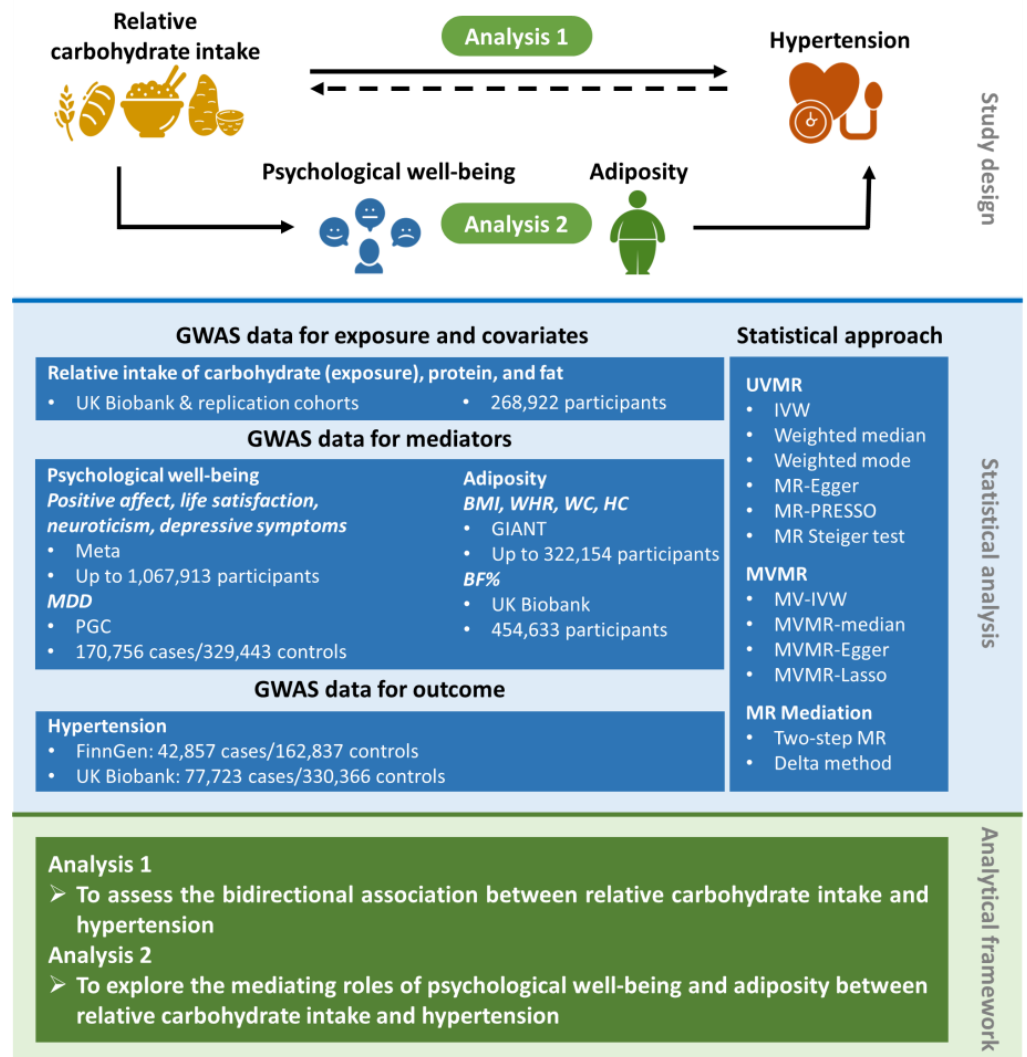 Relative
carbohydrate intake
Analysis 1
Hypertension
Psychological well-being
Analysis 2
Adiposity
Study design
GWAS data for exposure and covariates
Relative intake of carbohydrate (exposure), protein, and fat
• UK Biobank & replication cohorts
• 268,922 participants
GWAS data for mediators
Psychological well-being
Positive affect, life satisfaction,
neuroticism, depressive symptoms
• Meta
• Up to 1,067,913 participants
MDD
• PGC
• 170,756 cases/329,443 controls
Adiposity
BMI, WHR, WC, HC
• GIANT
• Up to 322,154 participants
BF%
• UK Biobank
• 454,633 participants
GWAS data for outcome
Hypertension
• FinnGen: 42,857 cases/162,837 controls
• UK Biobank: 77,723 cases/330,366 controls
Statistical approach
UVMR
• IVW
• Weighted median
• Weighted mode
• MR-Egger
• MR-PRESSO
• MR Steiger test
MVMR
• MV-IVW
• MVMR-median
• MVMR-Egger
• MVMR-Lasso
MR Mediation
• Two-step MR
• Delta method
Statistical analysis
Analysis 1
➢ To assess the bidirectional association between relative carbohydrate intake and
hypertension
Analysis 2
➢ To explore the mediating roles of psychological well-being and adiposity between
relative carbohydrate intake and hypertension
Analytical framework